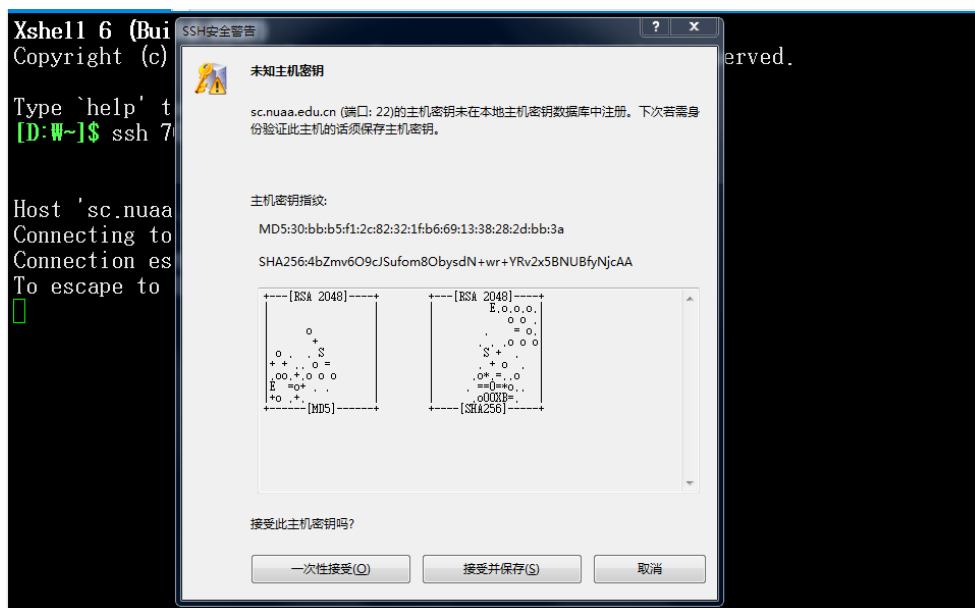 Xshell 6 (Bui
Copyright (c)
erved.
Type `help' t
[D:₩~]$ ssh 7
Host 'sc.nuaa
Connecting to
Connection es
To escape to
SSH安全警告
未知主机密钥
sc.nuaa.edu.cn (端口: 22)的主机密钥未在本地主机密钥数据库中注册。下次若需身
份验证此主机的话须保存主机密钥。
主机密钥指纹:
MD5:30:bb:b5:f1:2c:82:32:1f:b6:69:13:38:28:2d:bb:3a
SHA256:4bZmv6O9cJSufom8ObysdN+wr+YRv2x5BNUBfyNjcAA
+---[RSA 2048]----+
+------[MD5]------+
+---[RSA 2048]----+
+----[SHA256]-----+
接受此主机密钥吗?
一次性接受(O)
接受并保存(S)
取消